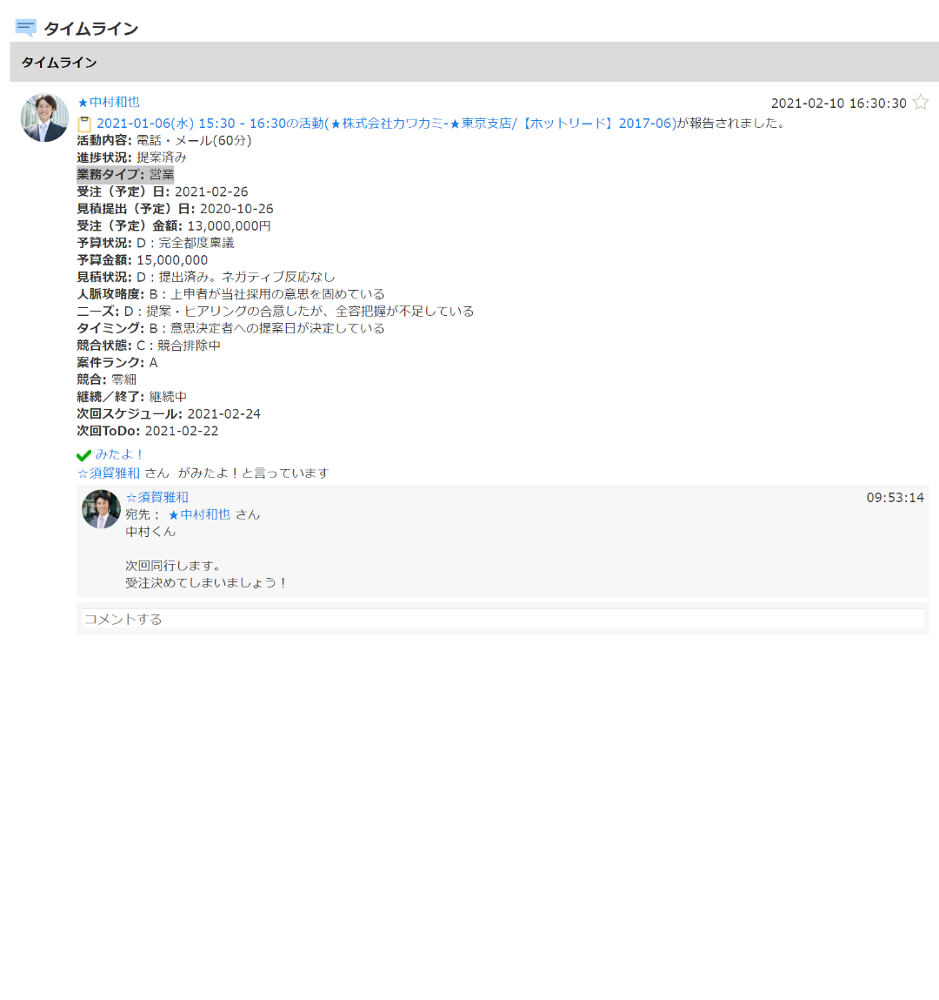 タイムライン
タイムライン
★中村和也
2021-02-10 16:30:30
2021-01-06(水) 15:30 - 16:30の活動(★株式会社カワカミ-★東京支店/【ホットリード】2017-06)が報告されました。
活動内容: 電話・メール(60分)
進捗状況: 提案済み
業務タイプ: 営業
受注（予定）日: 2021-02-26
見積提出（予定）日: 2020-10-26
受注（予定）金額: 13,000,000円
予算状況: D：完全都度稟議
予算金額: 15,000,000
見積状況: D：提出済み。ネガティブ反応なし
人脈攻略度: B：上申者が当社採用の意思を固めている
ニーズ: D：提案・ヒアリングの合意したが、全容把握が不足している
タイミング: B：意思決定者への提案日が決定している
競合状態: C：競合排除中
案件ランク: A
競合: 零細
継続／終了: 継続中
次回スケジュール: 2021-02-24
次回ToDo: 2021-02-22
みたよ！
☆須賀雅和 さん がみたよ！と言っています
☆須賀雅和
09:53:14
宛先： ★中村和也 さん
中村くん
次回同行します。
受注決めてしまいましょう！
コメントする